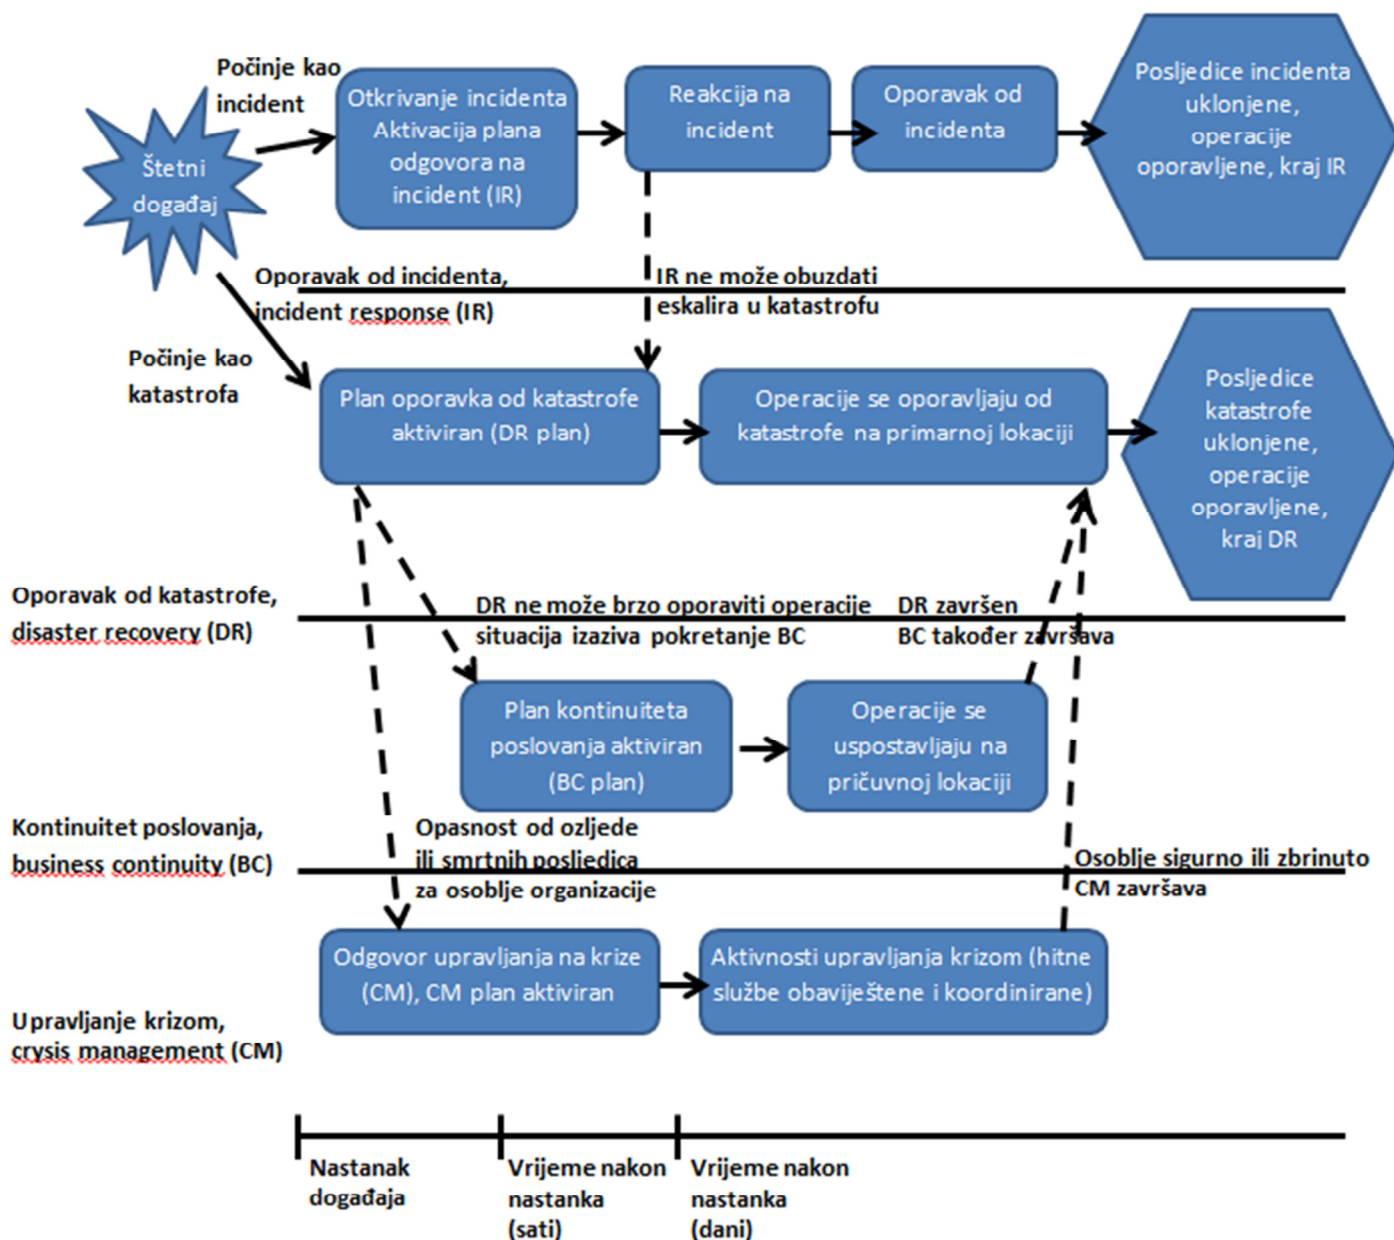 Počinje kao
incident
Štetni
događaj
Otkrivanje incidenta
Aktivacija plana
odgovora na
incident (IR)
Reakcija na
incident
Oporavak od
incidenta
Posljedice incidenta
uklonjene,
operacije
oporavljene, kraj IR
Oporavak od incidenta,
incident response (IR)
IR ne može obuzdati
eskalira u katastrofu
Počinje kao
katastrofa
Plan oporavka od katastrofe
aktiviran (DR plan)
Operacije se oporavljaju od
katastrofe na primarnoj lokaciji
Posljedice
katastrofe
uklonjene,
operacije
oporavljene,
kraj DR
Oporavak od katastrofe,
disaster recovery (DR)
DR ne može brzo oporaviti operacije
situacija izaziva pokretanje BC
DR završen
BC također završava
Plan kontinuiteta
poslovanja aktiviran
(BC plan)
Operacije se
uspostavljaju na
pričuvnoj lokaciji
Kontinuitet poslovanja,
business continuity (BC)
Opasnost od ozljede
ili smrtnih posljedica
za osoblje organizacije
Osoblje sigurno ili zbrinuto
CM završava
Odgovor upravljanja na krize
(CM), CM plan aktiviran
Aktivnosti upravljanja krizom (hitne
službe obaviještene i koordinirane)
Upravljanje krizom,
crysis management (CM)
Nastanak
događaja
Vrijeme nakon
nastanka
(sati)
Vrijeme nakon
nastanka
(dani)